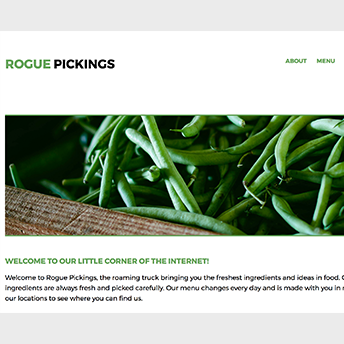 ROGUE PICKINGS
ABOUT MENU
WELCOME TO OUR LITTLE CORNER OF THE INTERNET!
Welcome to Rogue Pickings, the roaming truck bringing you the freshest ingredients and ideas in food.
ingredients are always fresh and picked carefully. Our menu changes every day and is made with you in
our locations to see where you can find us.